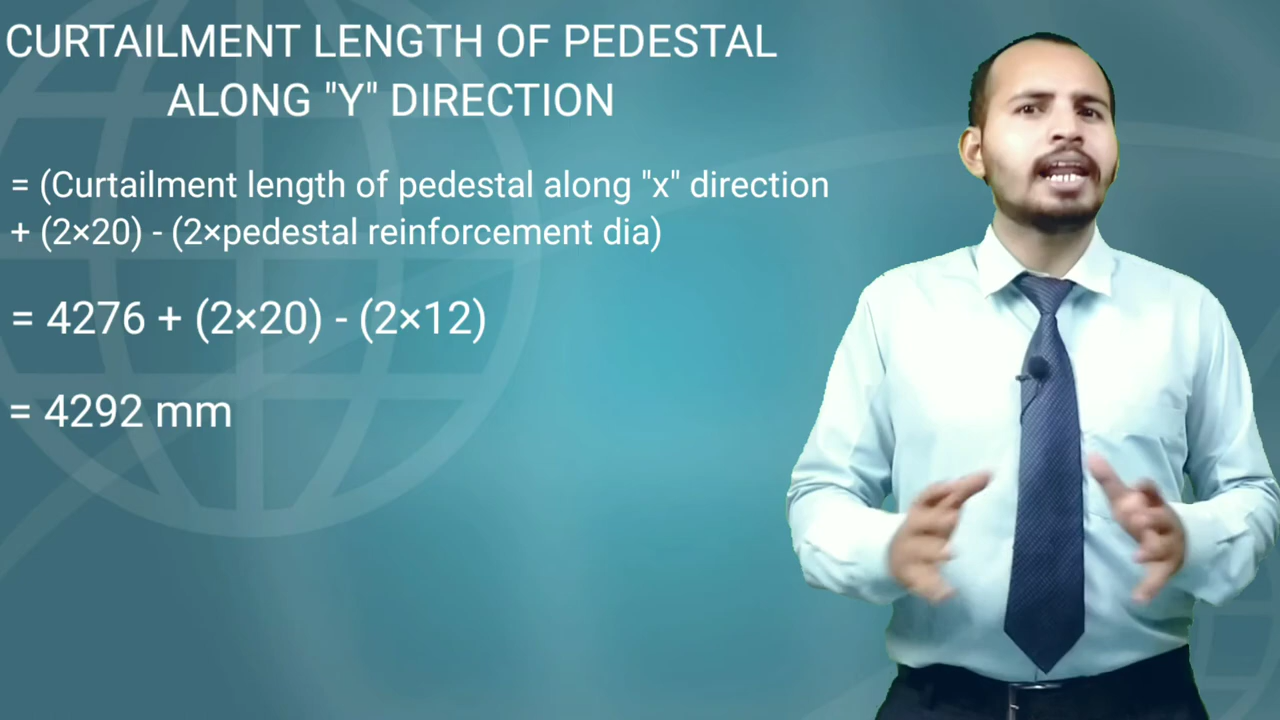 CURTAILMENT LENGTH OF PEDESTAL
ALONG "Y" DIRECTION
= (Curtailment length of pedestal along "x" direction
+ (2×20) - (2×pedestal reinforcement dia)
= 4276 + (2×20) - (2×12)
= 4292 mm